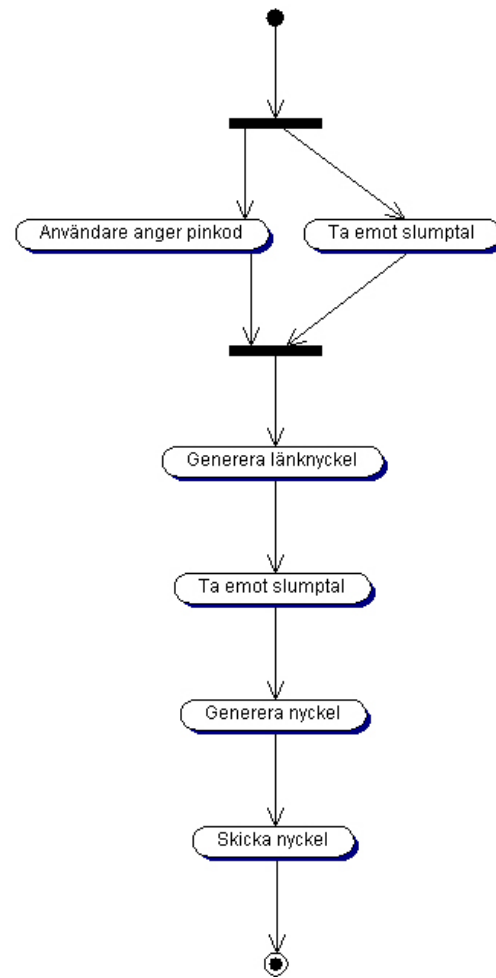 Användare anger pinkod
Ta emot slumptal
Generera länknyckel
Ta emot slumptal
Generera nyckel
Skicka nyckel